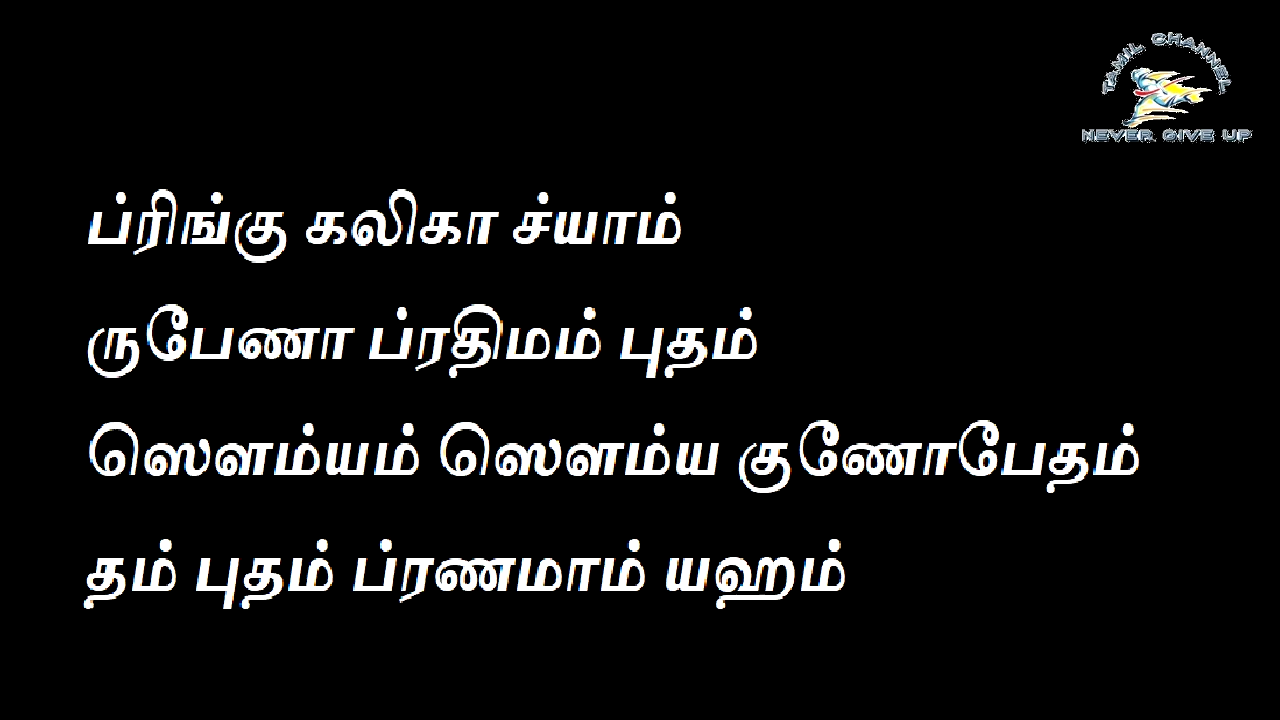 TAMIL CHANNEL
NEVER GIVE UP
ப்ரிங்கு கலிகா ச்யாம்
ருபேணா ப்ரதிமம் புதம்
ஸௌம்யம் ஸௌம்ய குணோபேதம்
தம் புதம் ப்ரணமாம் யஹம்